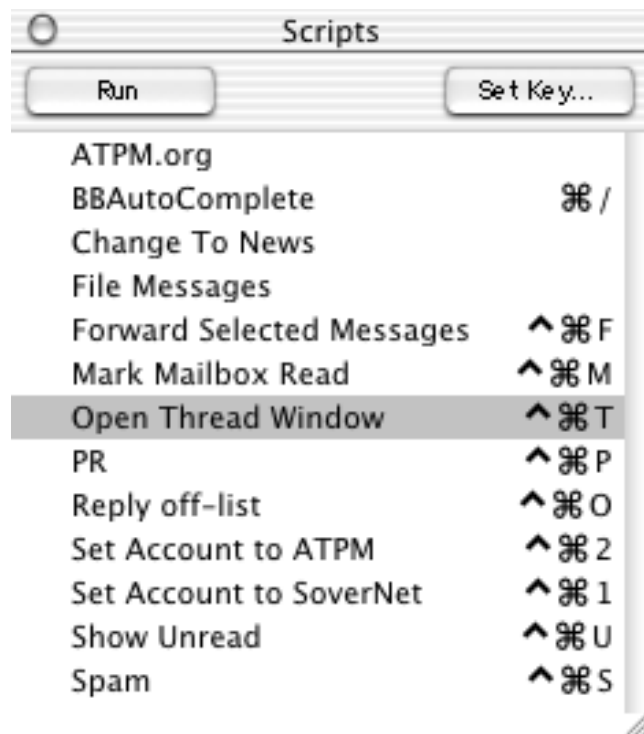 Scripts
Run Set Key...
ATPM.org
BBAutoComplete ⌘ /
Change To News
File Messages
Forward Selected Messages ^⌘F
Mark Mailbox Read ^⌘M
Open Thread Window ^⌘T
PR ^⌘P
Reply off-list ^⌘O
Set Account to ATPM ^⌘2
Set Account to SoverNet ^⌘1
Show Unread ^⌘U
Spam ^⌘S